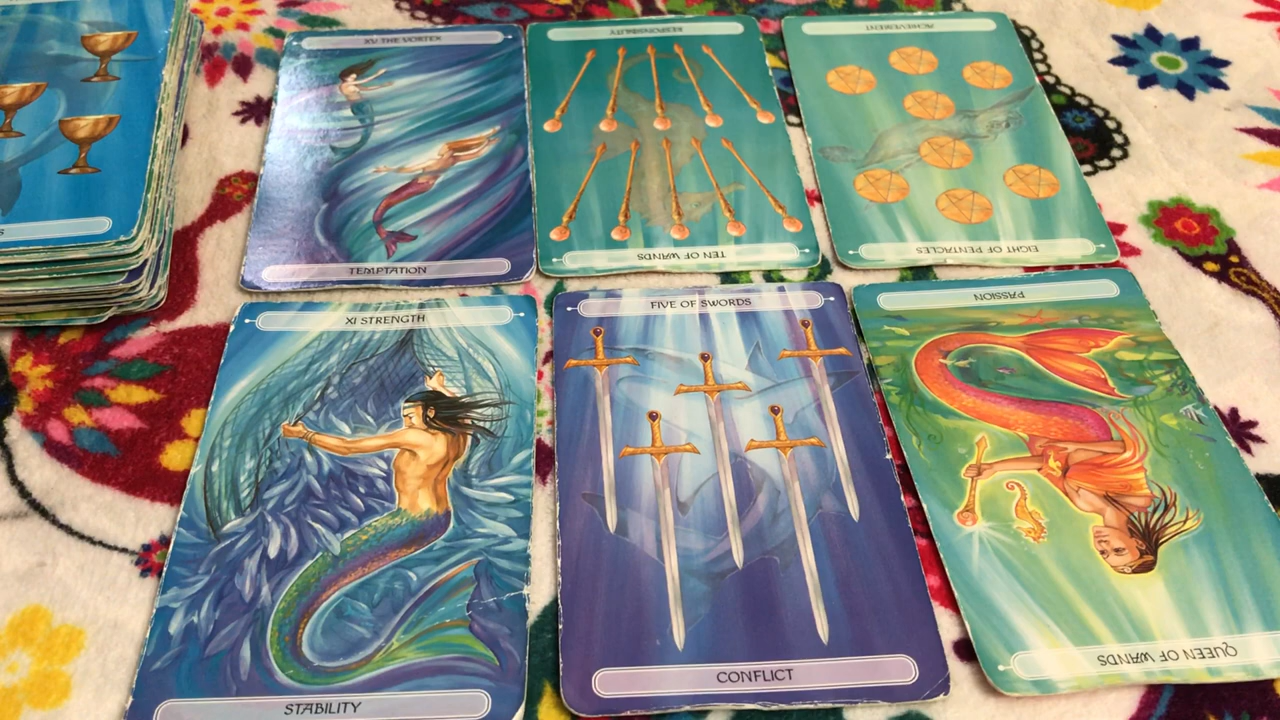 XV THE VORTEX
TEMPTATION
RESPONSIBILITY
TEN OF WANDS
ACHIEVEMENT
EIGHT OF PENTACLES
XI STRENGTH
STABILITY
FIVE OF SWORDS
CONFLICT
PASSION
QUEEN OF WANDS
S